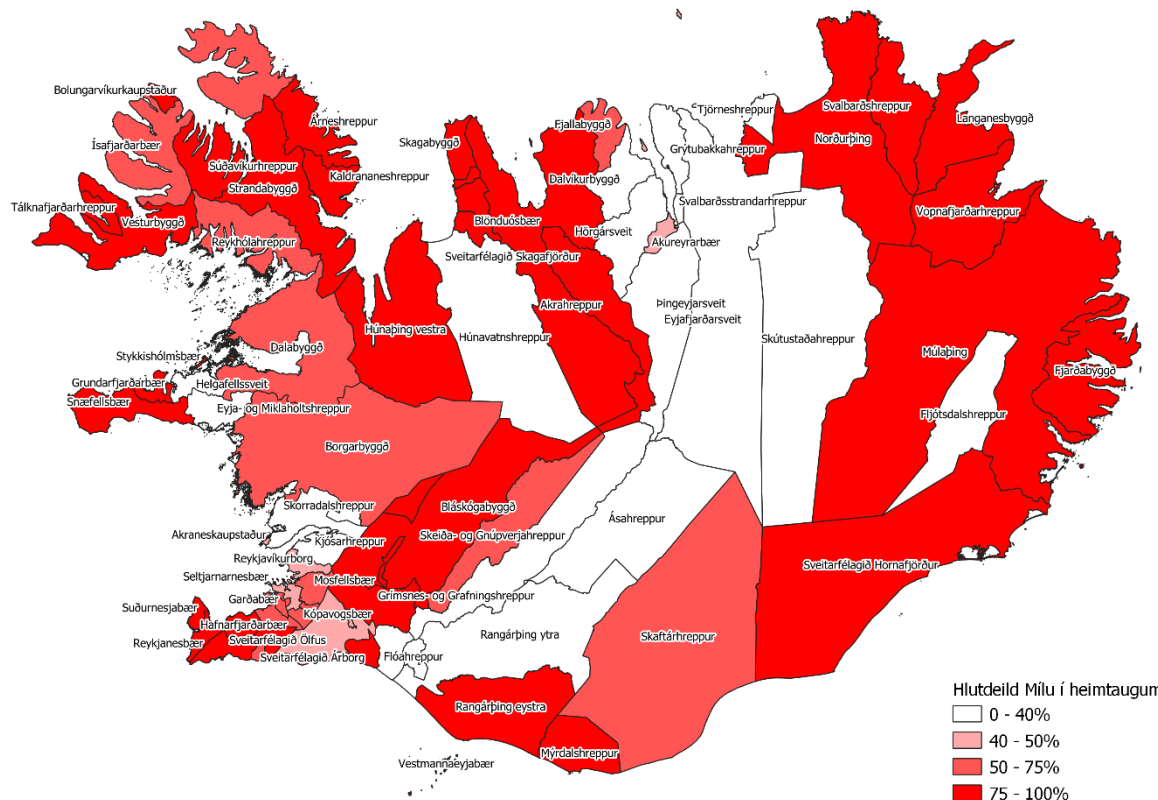 Bolungarvíkurkaupstaður
Ísafjarðarbær
Árneshreppur
Súðavíkurhreppur
Kaldrananeshreppur
Strandabyggð
Tálknafjarðarhreppur
Vesturbyggð
Reykhólahreppur
Skagabyggð
Fjallabyggð
Dalvíkurbyggð
Blönduósbær
Hörgársveit
Sveitarfélagið Skagafjörður
Akrahreppur
Húnaþing vestra
Húnavatnshreppur
Tjörneshreppur
Grýtubakkahreppur
Svalbarðsstrandarhreppur
Akureyrarbær
Þingeyjarsveit
Eyjafjarðarsveit
Skútustaðahreppur
Svalbarðshreppur
Norðurþing
Langanesbyggð
Vopnafjarðarhreppur
Múlaþing
Fjarðabyggð
Fljótsdalshreppur
Dalabyggð
Stykkishólmsbær
Grundarfjarðarbær
Helgafellssveit
Snæfellsbær
Eyja- og Miklaholtshreppur
Borgarbyggð
Skorradalshreppur
Akraneskaupstaður
Kjósarhreppur
Reykjavíkurborg
Seltjarnarnesbær
Mosfellsbær
Garðabær
Kópavogsbær
Suðurnesjabær
Hafnarfjarðarbær
Reykjanesbær
Sveitarfélagið Ölfus
Sveitarfélagið Árborg
Bláskógabyggð
Skeiða- og Gnúpverjahreppur
Grímsnes- og Grafningshreppur
Ásahreppur
Flóahreppur
Rangárþing ytra
Rangárþing eystra
Mýrdalshreppur
Vestmannaeyjabær
Skaftárhreppur
Sveitarfélagið Hornafjörður
Hlutdeild Mílu í heimtaugum
0 - 40%
40 - 50%
50 - 75%
75 - 100%